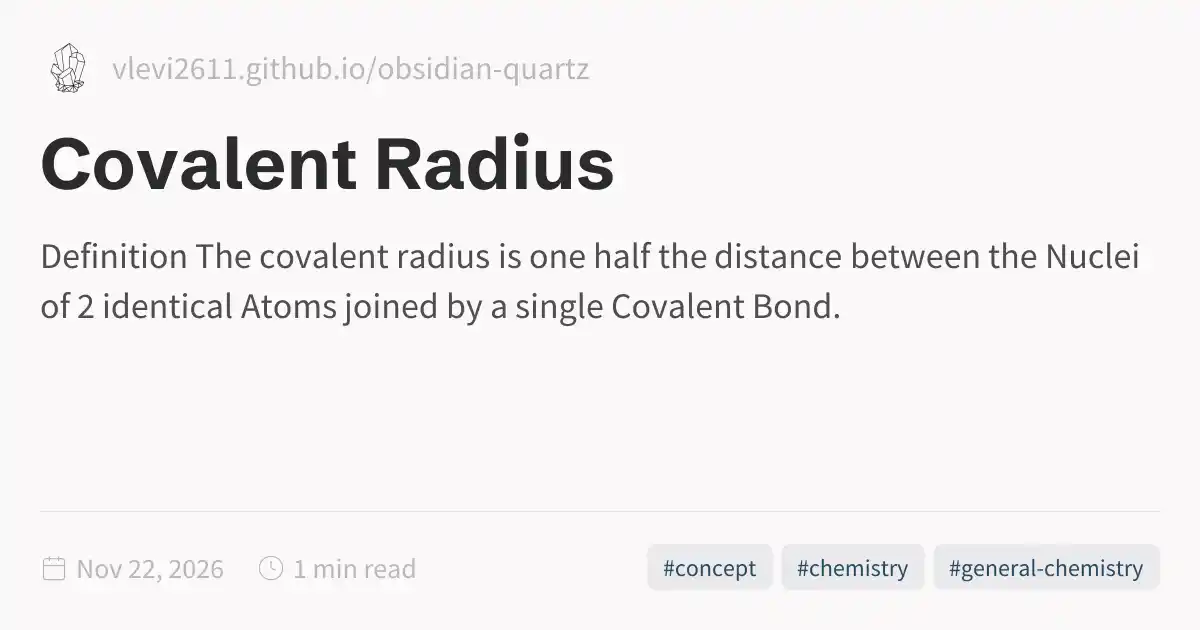 vlevi2611.github.io/obsidian-quartz
Covalent Radius
Definition The covalent radius is one half the distance between the Nuclei
of 2 identical Atoms joined by a single Covalent Bond.
Nov 22, 2026 1 min read #concept #chemistry #general-chemistry